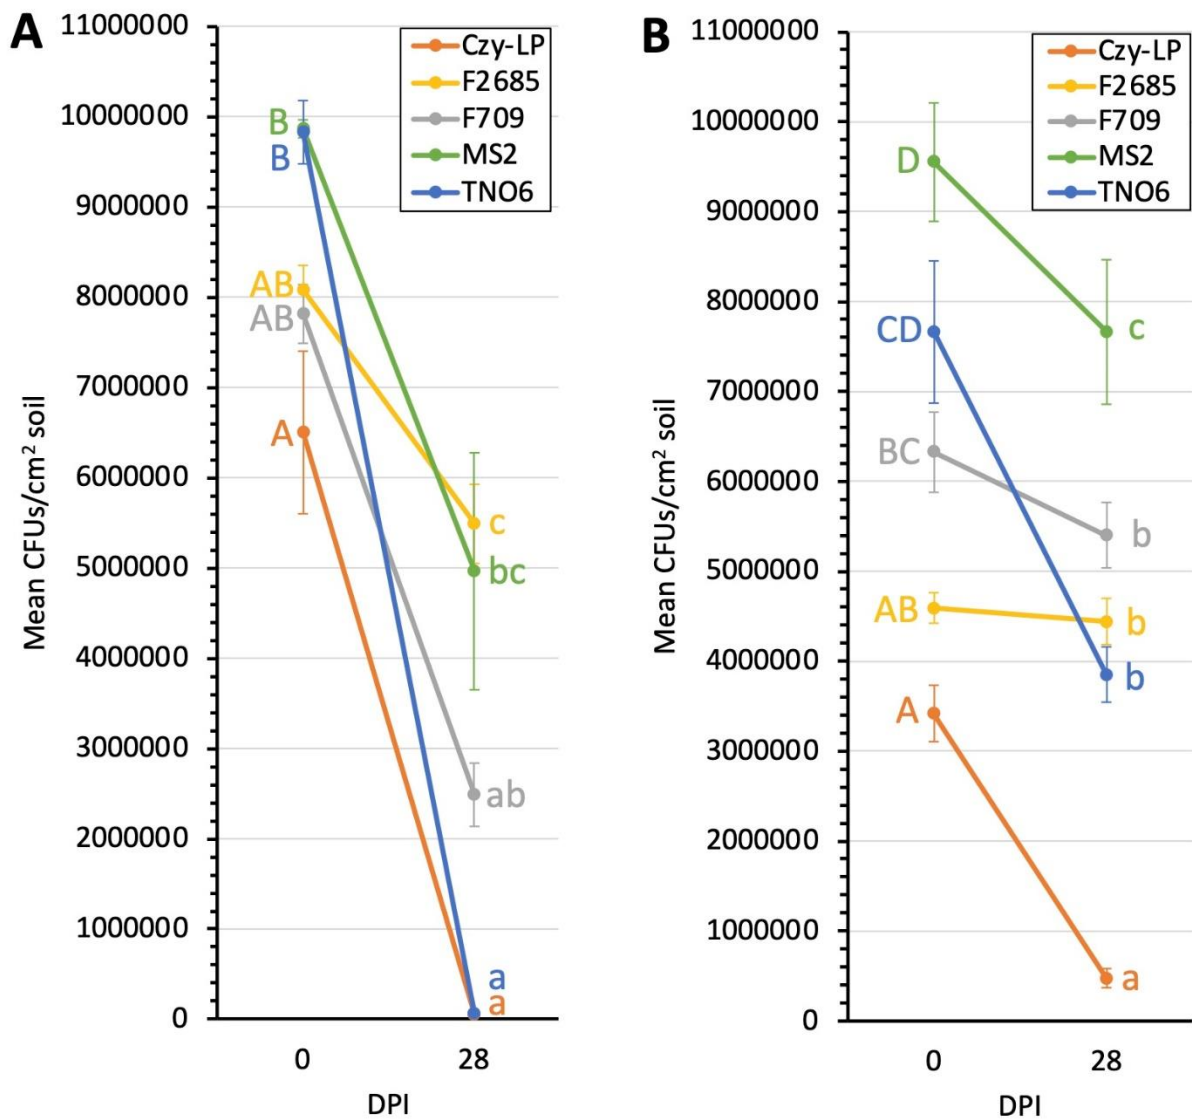 A
11000000
10000000
9000000
8000000
7000000
6000000
5000000
4000000
3000000
2000000
1000000
0
Mean CFUs/cm² soil
Czy-LP
F2685
F709
MS2
TNO6
B
B
AB
AB
A
c
bc
ab
a
a
0 28
DPI
B
11000000
10000000
9000000
8000000
7000000
6000000
5000000
4000000
3000000
2000000
1000000
0
Mean CFUs/cm² soil
Czy-LP
F2685
F709
MS2
TNO6
D
CD
BC
AB
A
c
b
b
b
a
0 28
DPI